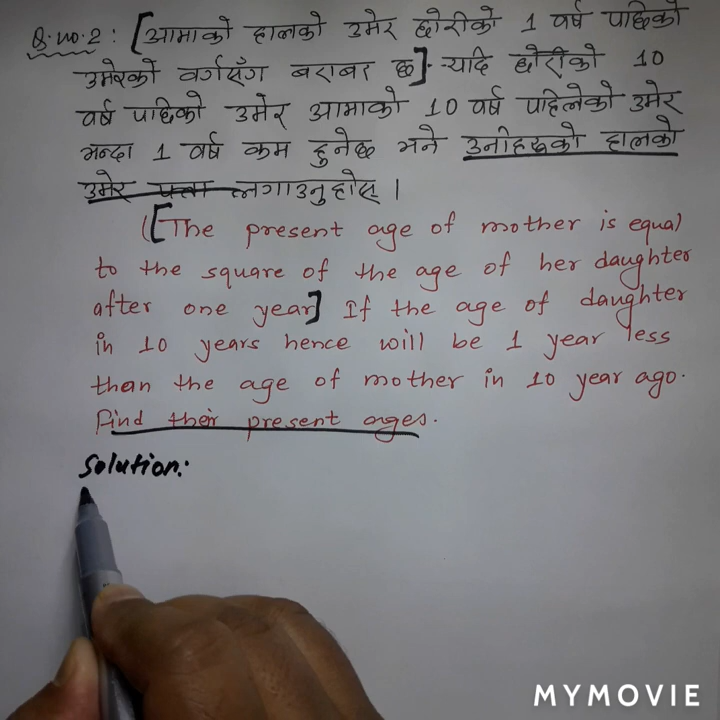 Q.no.2: [आमाको हालको उमेर छोरीको 1 वर्ष पछिको
उमेरको वर्गसँग बराबर छ]. यदि छोरीको 10
वर्ष पछिको उमेर आमाको 10 वर्ष पहिलेको उमेर
भन्दा 1 वर्ष कम हुनेछ भने उनीहरुको हालको
उमेर पत्ता लगाउनुहोस् ।
([The present age of mother is equal
to the square of the age of her daughter
after one year] If the age of daughter
in 10 years hence will be 1 year less
than the age of mother in 10 year ago.
Find their present ages.
Solution:
MYMOVIE